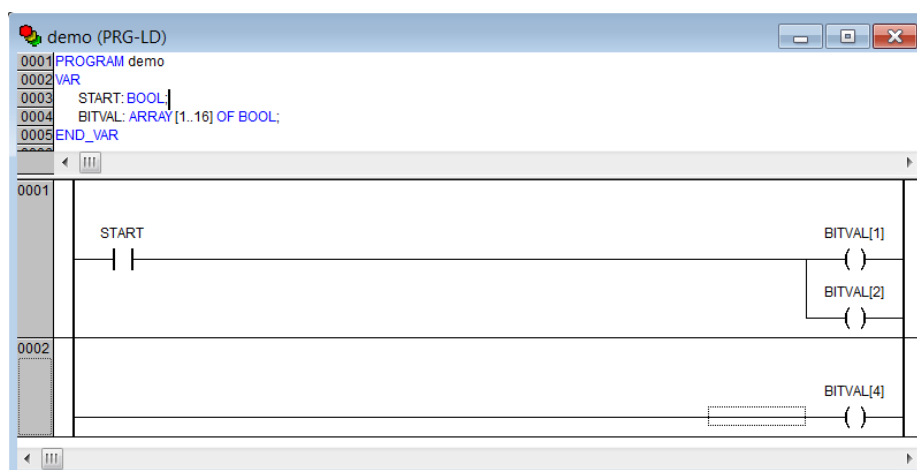 demo (PRG-LD)
0001 PROGRAM demo
0002 VAR
0003 START: BOOL;
0004 BITVAL: ARRAY [1..16] OF BOOL;
0005 END_VAR
0001
START BITVAL[1]
BITVAL[2]
0002
BITVAL[4]